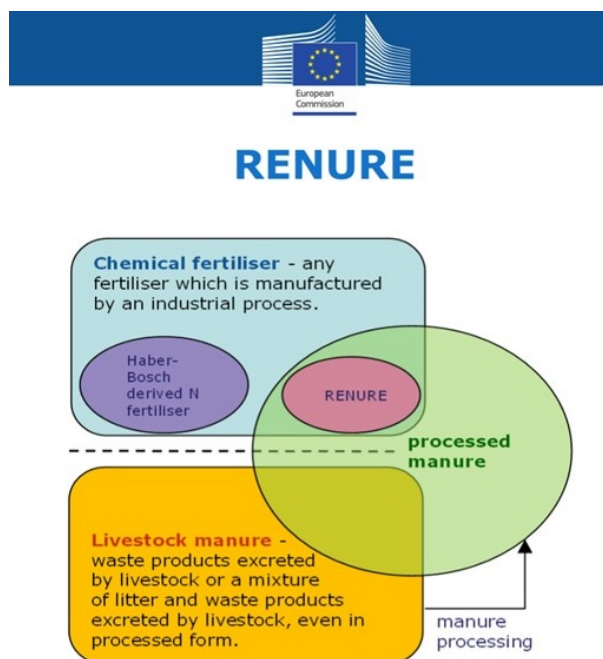 European
Commission
RENURE
Chemical fertiliser - any
fertiliser which is manufactured
by an industrial process.
Haber-
Bosch
derived N
fertiliser
RENURE
processed
manure
Livestock manure -
waste products excreted
by livestock or a mixture
of litter and waste products
excreted by livestock, even in
processed form.
manure
processing